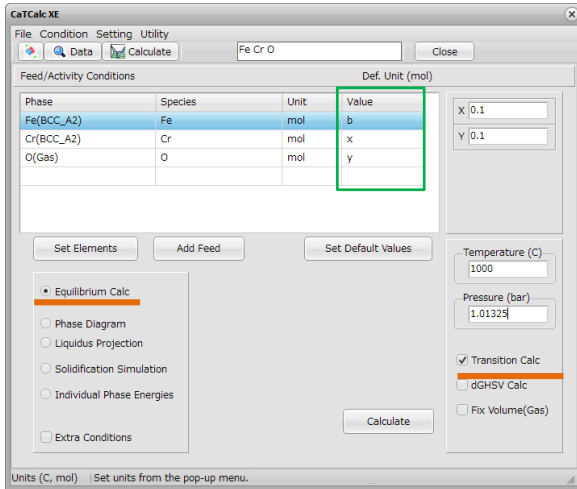 CaTCalc XE
File Condition Setting Utility
Data Calculate Fe Cr O Close
Feed/Activity Conditions Def. Unit (mol)
Phase Species Unit Value
Fe(BCC_A2) Fe mol b
Cr(BCC_A2) Cr mol x
O(Gas) O mol y
X 0.1
Y 0.1
Set Elements Add Feed Set Default Values
Temperature (C)
1000
Pressure (bar)
1.01325
Equilibrium Calc
Phase Diagram
Liquidus Projection
Solidification Simulation
Individual Phase Energies
Extra Conditions
Transition Calc
dGHSV Calc
Fix Volume(Gas)
Calculate
Units (C, mol) Set units from the pop-up menu.